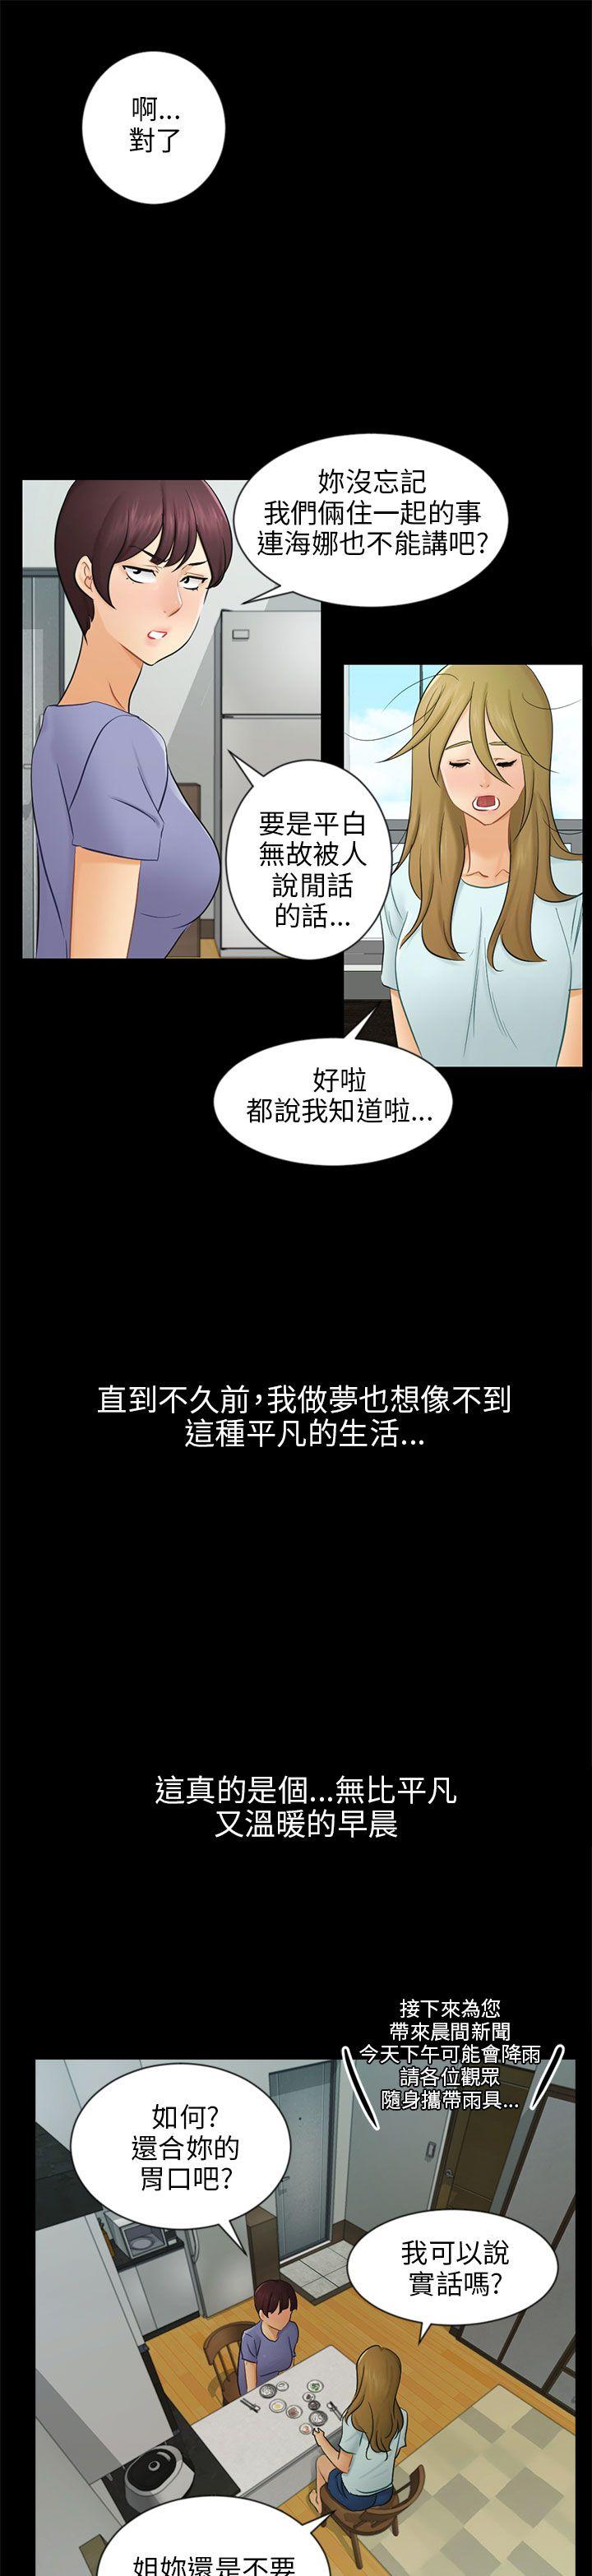 啊...
對了
妳沒忘記
我們倆住一起的事
連海娜也不能講吧?
要是平白
無故被人
說閒話
的話...
好啦
都說我知道啦...
直到不久前,我做夢也想像不到
這種平凡的生活...
這真的是個...無比平凡
又溫暖的早晨
接下來為您
帶來晨間新聞
今天下午可能會降雨
請各位觀眾
隨身攜帶雨具...
如何?
還合妳的
胃口吧?
我可以說
實話嗎?
姐妳還是不要